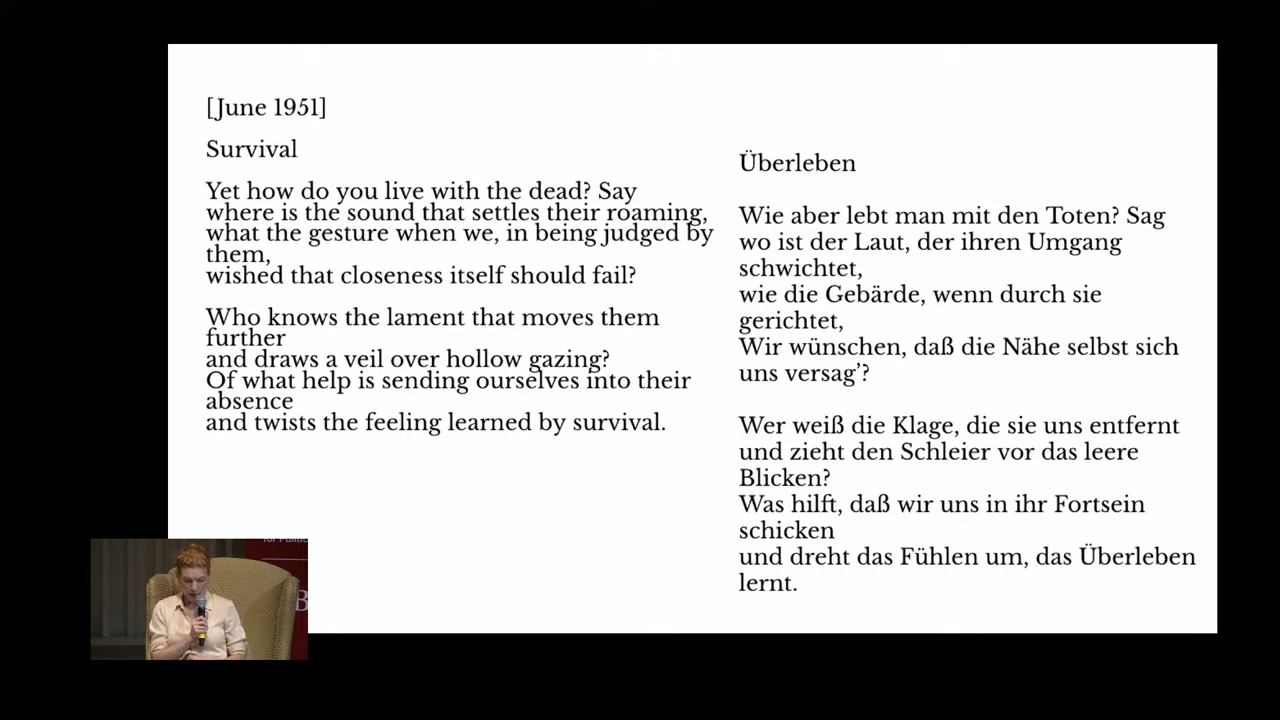 [June 1951]
Survival
Yet how do you live with the dead? Say
where is the sound that settles their roaming,
what the gesture when we, in being judged by
them,
wished that closeness itself should fail?
Who knows the lament that moves them
further
and draws a veil over hollow gazing?
Of what help is sending ourselves into their
absence
and twists the feeling learned by survival.
Überleben
Wie aber lebt man mit den Toten? Sag
wo ist der Laut, der ihren Umgang
schwichtet,
wie die Gebärde, wenn durch sie
gerichtet,
Wir wünschen, daß die Nähe selbst sich
uns versag’?
Wer weiß die Klage, die sie uns entfernt
und zieht den Schleier vor das leere
Blicken?
Was hilft, daß wir uns in ihr Fortsein
schicken
und dreht das Fühlen um, das Überleben
lernt.
for Politic
B